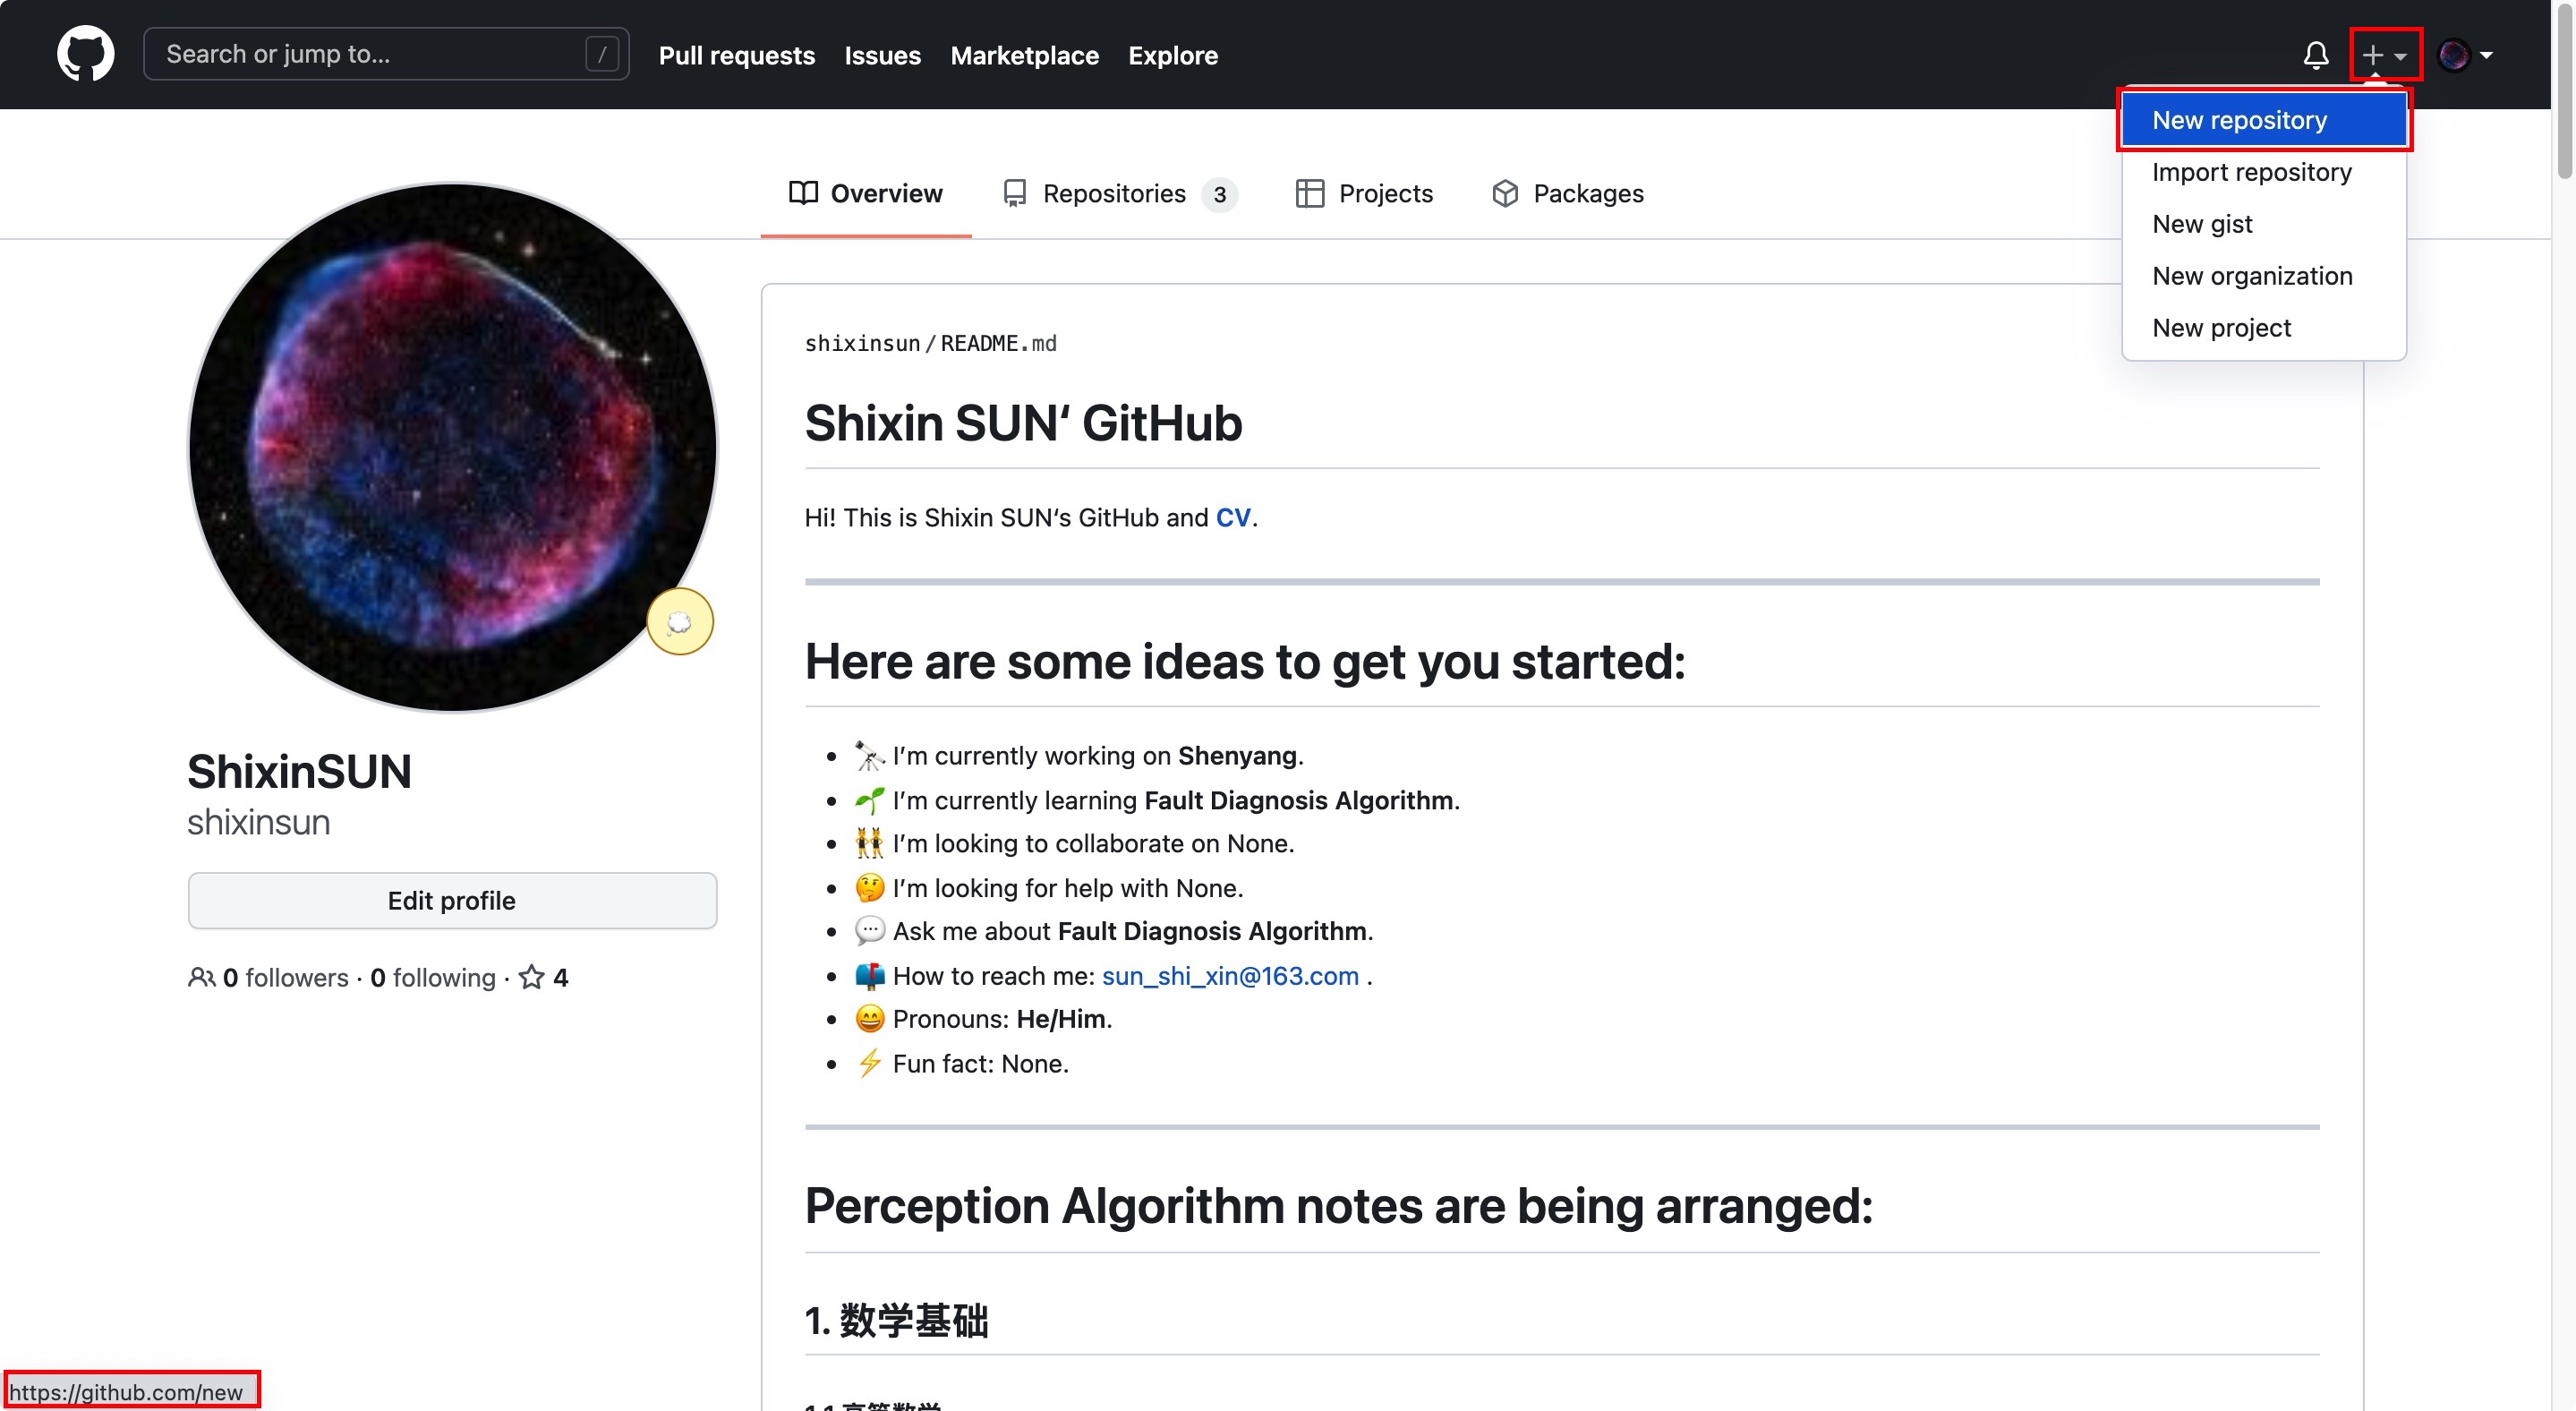 Search or jump to... /
Pull requests Issues Marketplace Explore
New repository
Import repository
New gist
New organization
New project
Overview Repositories 3 Projects Packages
shixinsun/README.md
Shixin SUN‘ GitHub
Hi! This is Shixin SUN‘s GitHub and CV.
Here are some ideas to get you started:
I’m currently working on Shenyang.
I’m currently learning Fault Diagnosis Algorithm.
I’m looking to collaborate on None.
I’m looking for help with None.
Ask me about Fault Diagnosis Algorithm.
How to reach me: sun_shi_xin@163.com .
Pronouns: He/Him.
Fun fact: None.
Perception Algorithm notes are being arranged:
1. 数学基础
1.1 高等数学
ShixinSUN
shixinsun
Edit profile
0 followers · 0 following · 4
https://github.com/new